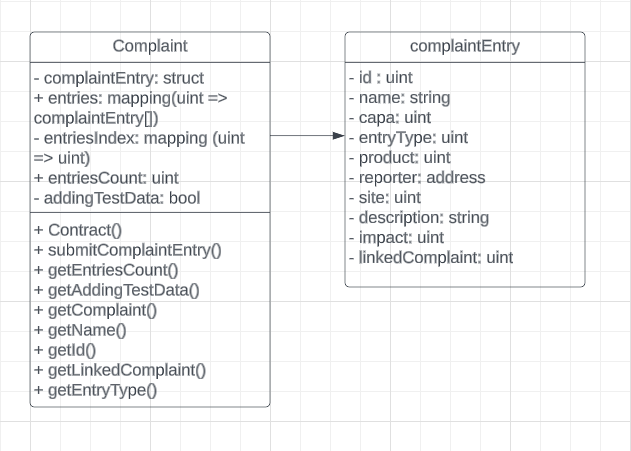 Complaint
- complaintEntry: struct
+ entries: mapping(uint =>
complaintEntry[])
- entriesIndex: mapping (uint
=> uint)
+ entriesCount: uint
- addingTestData: bool
+ Contract()
+ submitComplaintEntry()
+ getEntriesCount()
+ getAddingTestData()
+ getComplaint()
+ getName()
+ getId()
+ getLinkedComplaint()
+ getEntryType()
complaintEntry
- id : uint
- name: string
- capa: uint
- entryType: uint
- product: uint
- reporter: address
- site: uint
- description: string
- impact: uint
- linkedComplaint: uint